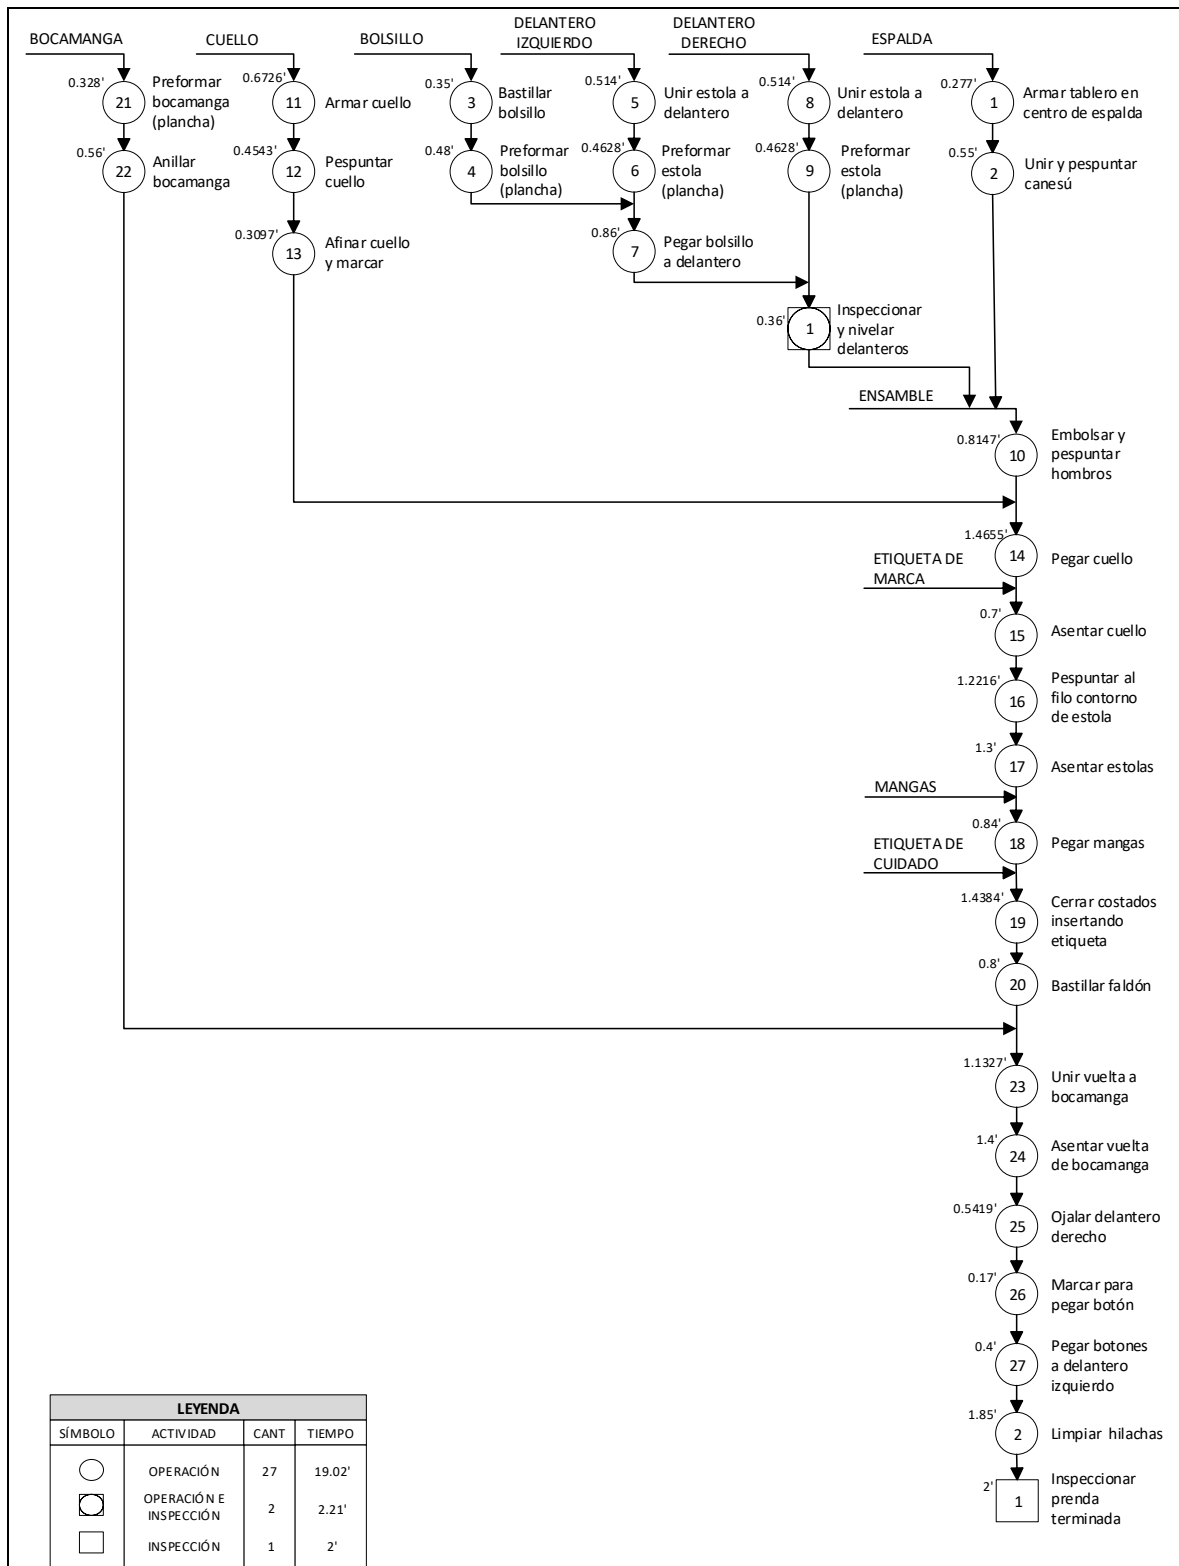 BOCAMANGA
0.328'
21
Preformar
bocamanga
(plancha)
0.56'
22
Anillar
bocamanga
CUELLO
0.6726'
11
Armar cuello
0.4543'
12
Pespuntar
cuello
0.3097'
13
Afinar cuello
y marcar
BOLSILLO
0.35'
3
Bastillar
bolsillo
0.48'
4
Preformar
bolsillo
(plancha)
DELANTERO
IZQUIERDO
0.514'
5
Unir estola a
delantero
0.4628'
6
Preformar
estola
(plancha)
0.86'
7
Pegar bolsillo
a delantero
DELANTERO
DERECHO
0.514'
8
Unir estola a
delantero
0.4628'
9
Preformar
estola
(plancha)
0.36'
1
Inspeccionar
y nivelar
delanteros
ESPALDA
0.277'
1
Armar tablero en
centro de espalda
0.55'
2
Unir y pespuntar
canesú
ENSAMBLE
0.8147'
10
Embolsar y
pespuntar
hombros
1.4655'
14
Pegar cuello
ETIQUETA DE
MARCA
0.7'
15
Asentar cuello
1.2216'
16
Pespuntar al
filo contorno
de estola
1.3'
17
Asentar estolas
MANGAS
0.84'
18
Pegar mangas
ETIQUETA DE
CUIDADO
1.4384'
19
Cerrar costados
insertando
etiqueta
0.8'
20
Bastillar faldón
1.1327'
23
Unir vuelta a
bocamanga
1.4'
24
Asentar vuelta
de bocamanga
0.5419'
25
Ojalar delantero
derecho
0.17'
26
Marcar para
pegar botón
0.4'
27
Pegar botones
a delantero
izquierdo
1.85'
2
Limpiar hilachas
2'
1
Inspeccionar
prenda
terminada
LEYENDA
SÍMBOLO ACTIVIDAD CANT TIEMPO
OPERACIÓN 27 19.02'
OPERACIÓN E
INSPECCIÓN 2 2.21'
INSPECCIÓN 1 2'